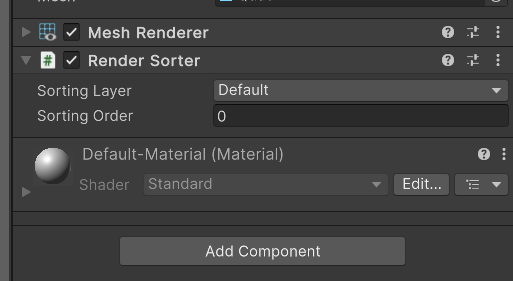 Mesh Renderer
Render Sorter
Sorting Layer Default
Sorting Order 0
Default-Material (Material)
Shader Standard Edit...
Add Component